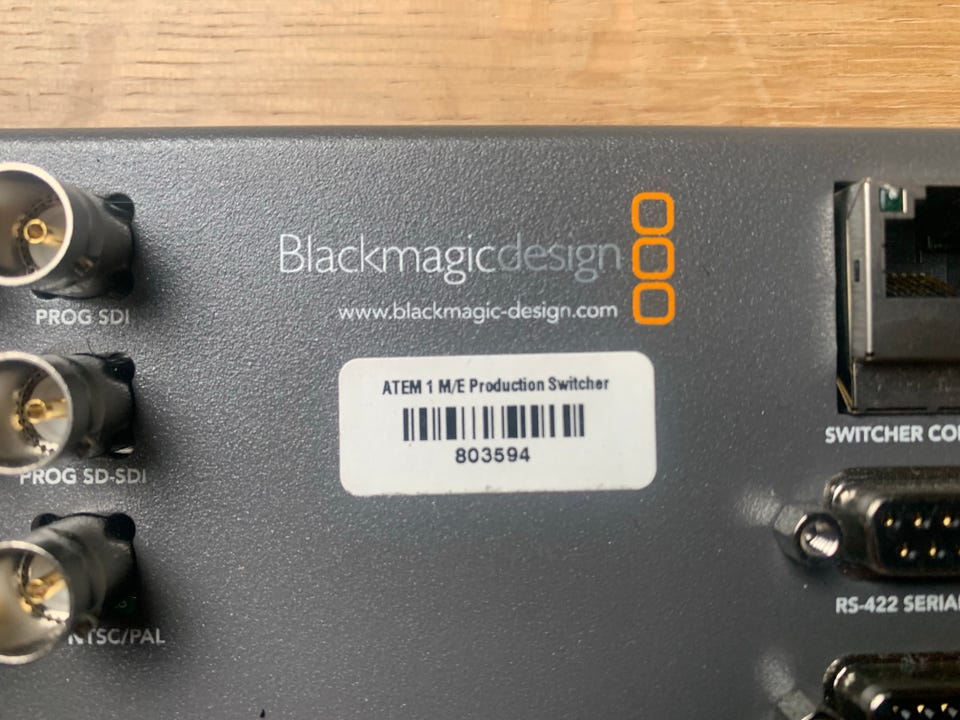 Blackmagicdesign
www.blackmagic-design.com
ATEM 1 M/E Production Switcher
803594
PROG SDI
PROG SD-SDI
NTSC/PAL
SWITCHER
RS-422 SERIAL